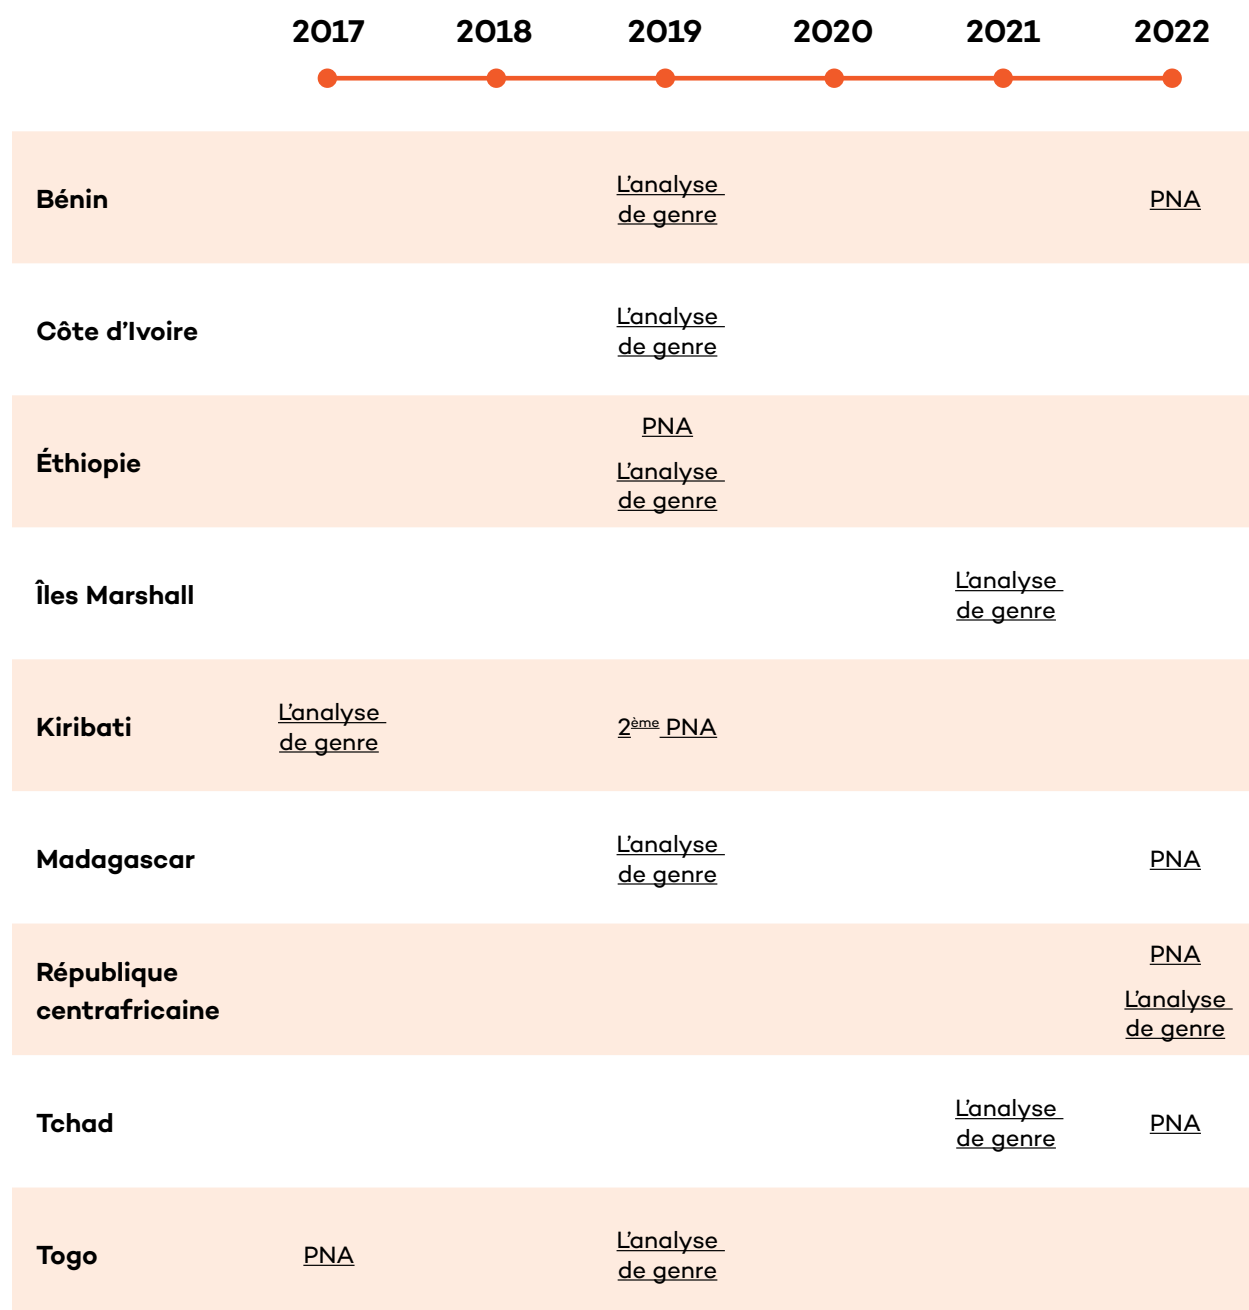 2017 2018 2019 2020 2021 2022
Bénin
L'analyse
de genre
PNA
Côte d'Ivoire
L'analyse
de genre
Éthiopie
PNA
L'analyse
de genre
Îles Marshall
L'analyse
de genre
Kiribati
L'analyse
de genre
2ème PNA
Madagascar
L'analyse
de genre
PNA
République
centrafricaine
PNA
L'analyse
de genre
Tchad
L'analyse
de genre
PNA
Togo
PNA
L'analyse
de genre